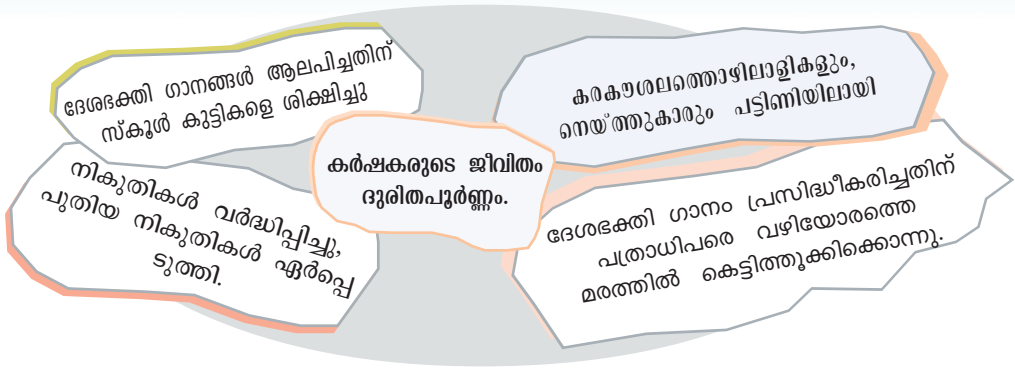 ദേശഭക്തി ഗാനങ്ങൾ ആലപിച്ചതിന്
സ്കൂൾ കുട്ടികളെ ശിക്ഷിച്ചു
കരകൗശലത്തൊഴിലാളികളും,
നെയ്ത്തുകാരും പട്ടിണിയിലായി
കർഷകരുടെ ജീവിതം
ദുരിതപൂർണ്ണം.
നികുതികൾ വർദ്ധിപ്പിച്ചു,
പുതിയ നികുതികൾ ഏർപ്പെ
ടുത്തി.
ദേശഭക്തി ഗാനം പ്രസിദ്ധീകരിച്ചതിന്
പത്രാധിപരെ വഴിയോരത്തെ
മരത്തിൽ കെട്ടിത്തൂക്കിക്കൊന്നു.